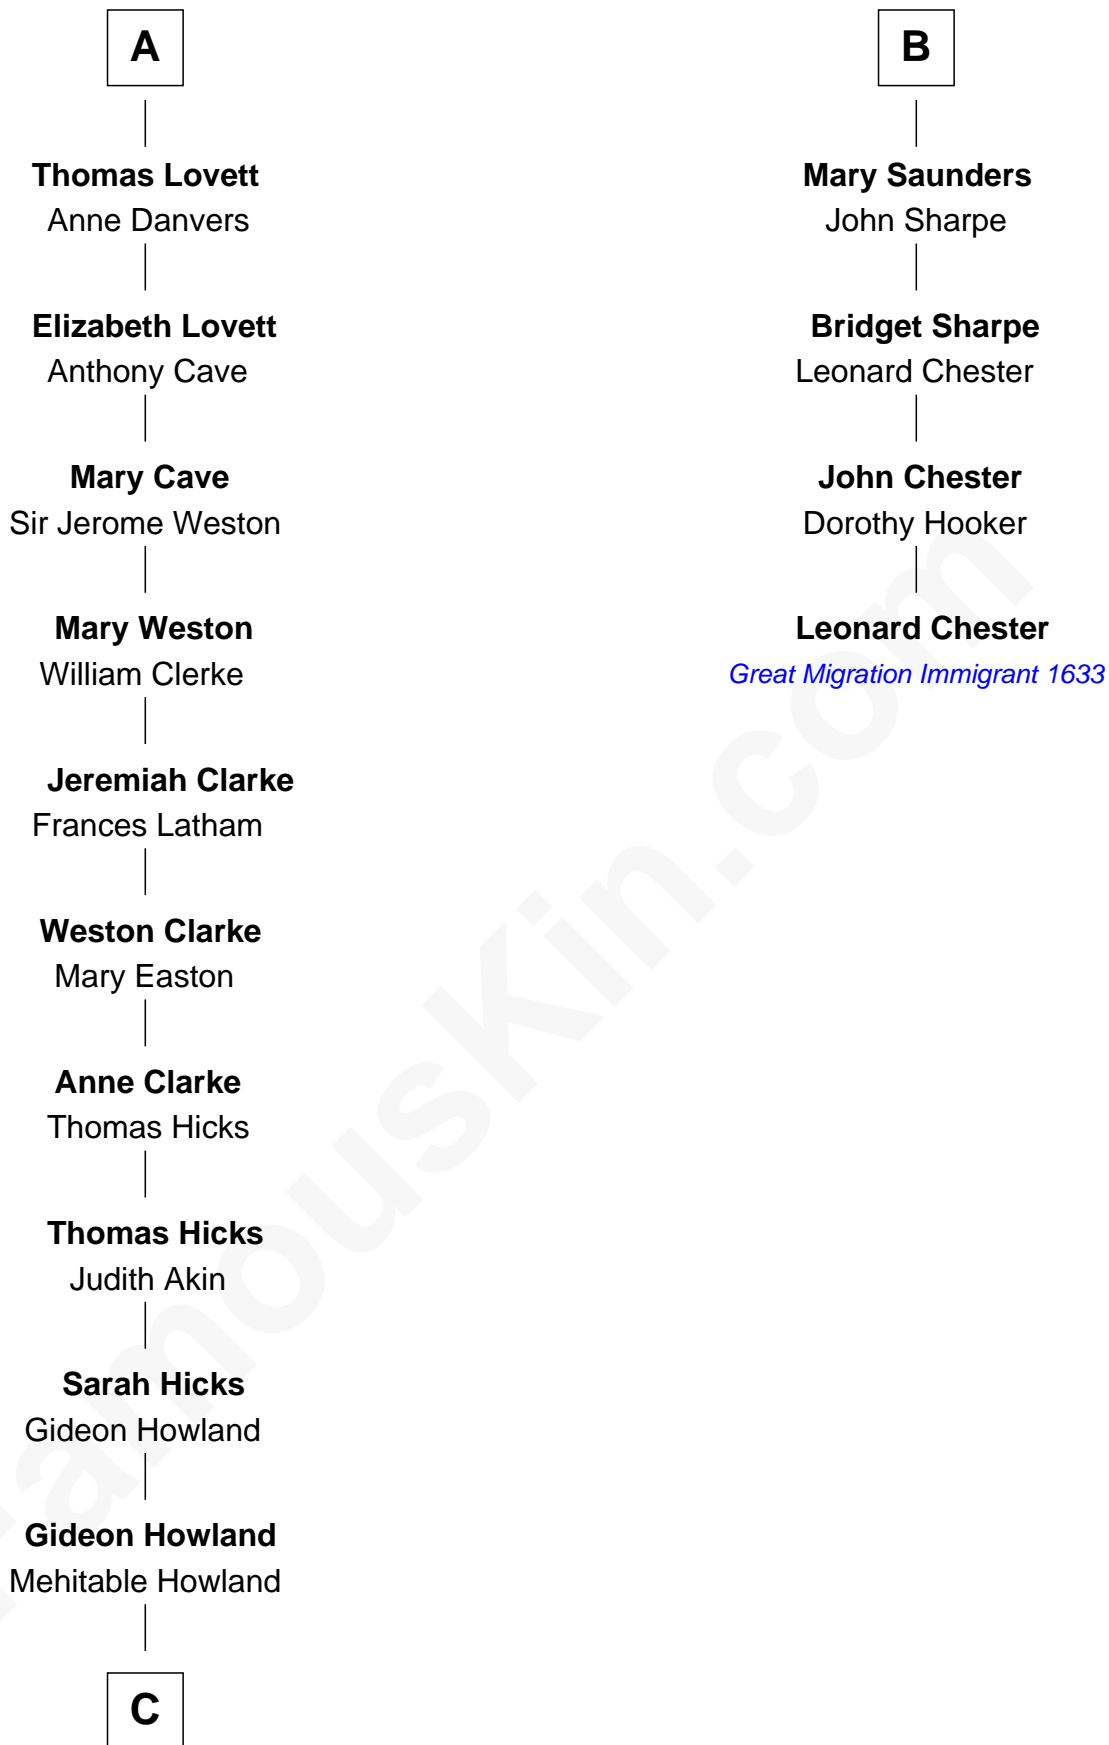 A
Thomas Lovett
Anne Danvers
Elizabeth Lovett
Anthony Cave
Mary Cave
Sir Jerome Weston
Mary Weston
William Clerke
Jeremiah Clarke
Frances Latham
Weston Clarke
Mary Easton
Anne Clarke
Thomas Hicks
Thomas Hicks
Judith Akin
Sarah Hicks
Gideon Howland
Gideon Howland
Mehitable Howland
C
B
Mary Saunders
John Sharpe
Bridget Sharpe
Leonard Chester
John Chester
Dorothy Hooker
Leonard Chester
Great Migration Immigrant 1633
FamousKin.com